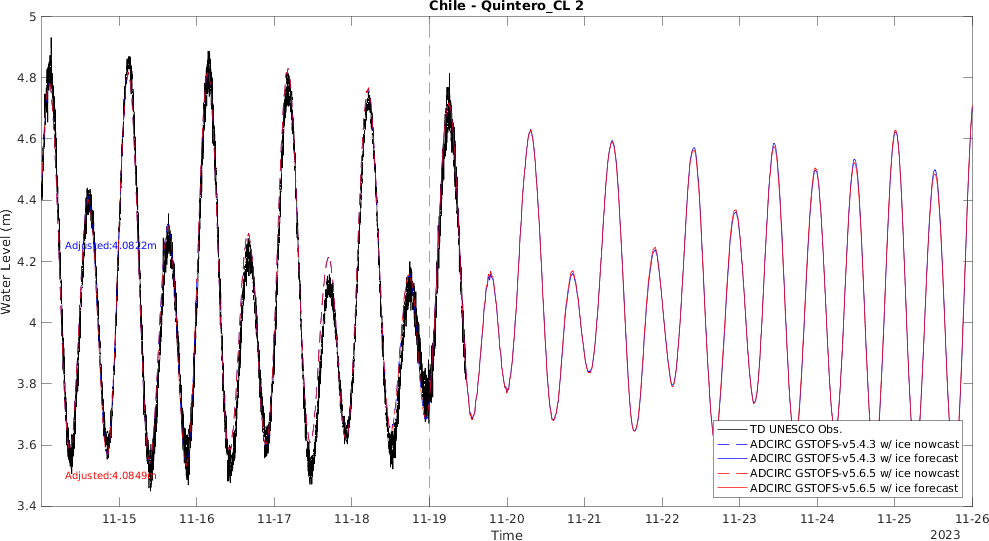 Chile - Quintero_CL 2
5
4.8
4.6
4.4
4.2
4
3.8
3.6
3.4
Water Level (m)
Adjusted:4.0822m
Adjusted:4.0849m
TD UNESCO Obs.
ADCIRC GSTOFS-v5.4.3 w/ ice nowcast
ADCIRC GSTOFS-v5.4.3 w/ ice forecast
ADCIRC GSTOFS-v5.6.5 w/ ice nowcast
ADCIRC GSTOFS-v5.6.5 w/ ice forecast
11-15 11-16 11-17 11-18 11-19 11-20 11-21 11-22 11-23 11-24 11-25 11-26
Time
2023